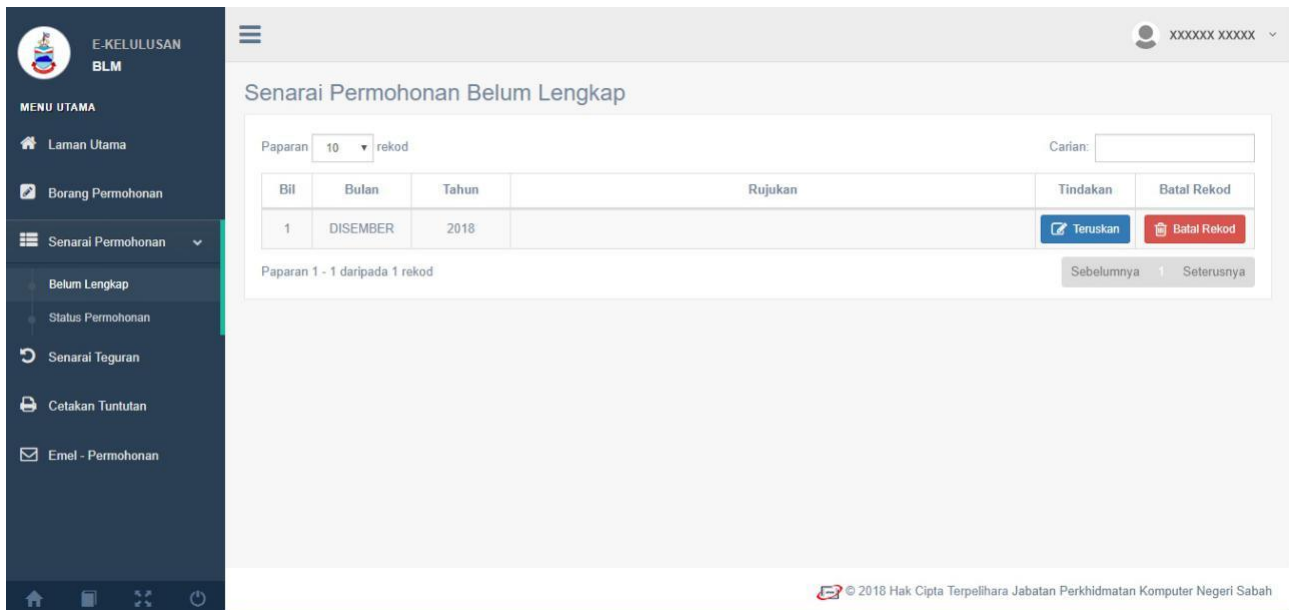 E-KELULUSAN
BLM
MENU UTAMA
Laman Utama
Borang Permohonan
Senarai Permohonan
Belum Lengkap
Status Permohonan
Senarai Teguran
Cetakan Tuntutan
Emel - Permohonan
XXXXXX XXXXX
Senarai Permohonan Belum Lengkap
Paparan 10 rekod
Carian:
Bil Bulan Tahun Rujukan Tindakan Batal Rekod
1 DISEMBER 2018 Teruskan Batal Rekod
Paparan 1 - 1 daripada 1 rekod
Sebelumnya 1 Seterusnya
© 2018 Hak Cipta Terpelihara Jabatan Perkhidmatan Komputer Negeri Sabah